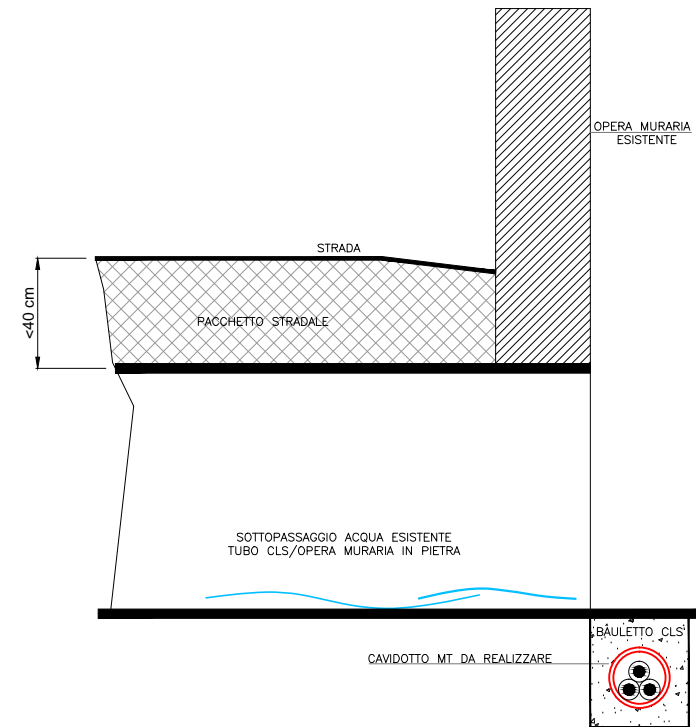 OPERA MURARIA
ESISTENTE
STRADA
<40 cm
PACCHETTO STRADALE
SOTTOPASSAGGIO ACQUA ESISTENTE
TUBO CLS/OPERA MURARIA IN PIETRA
BAULETTO CLS
CAVIDOTTO MT DA REALIZZARE